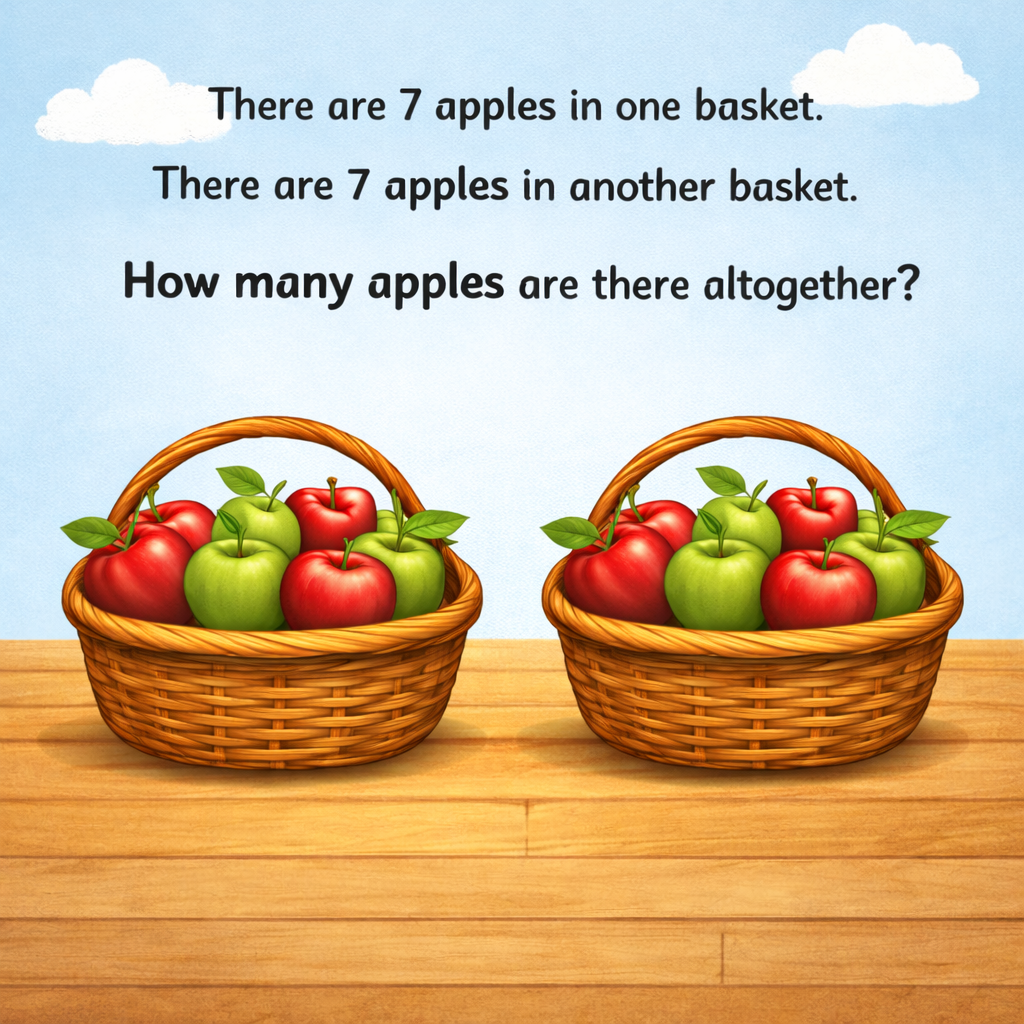 There are 7 apples in one basket.
There are 7 apples in another basket.
How many apples are there altogether?